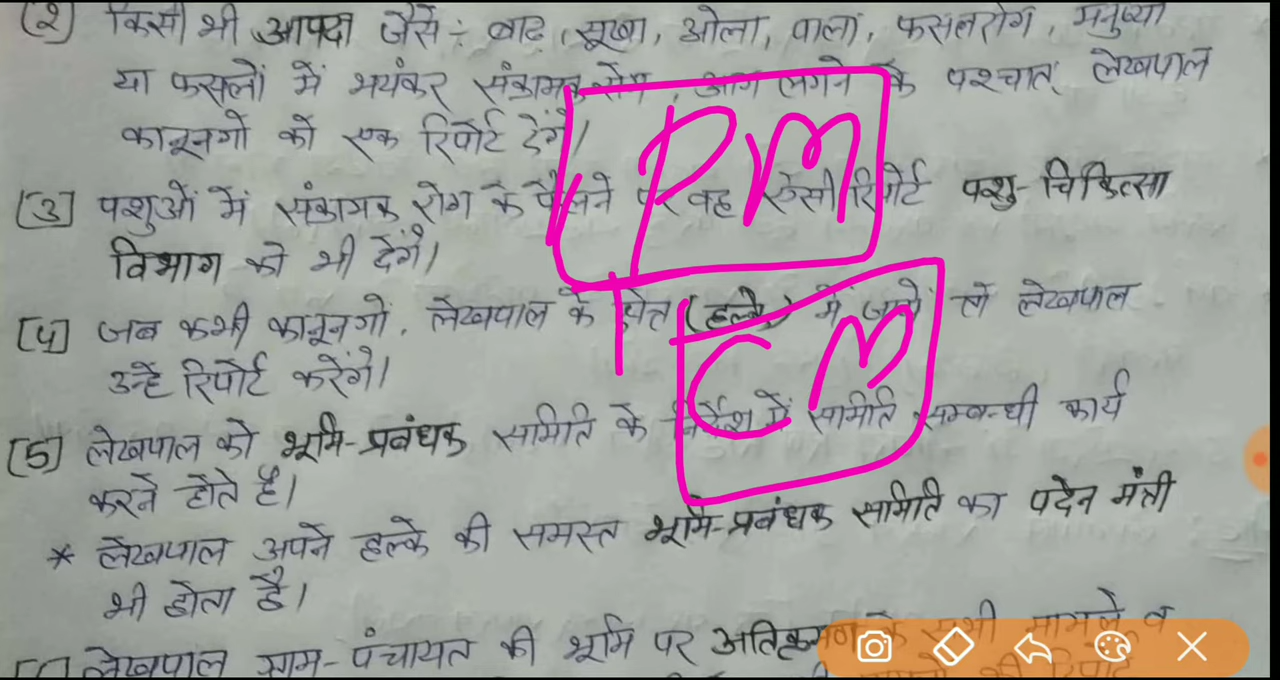 (2) किसी भी आपदा जैसे ÷ बाढ़, सूखा, ओला, पाला, फसलरोग, मनुष्यो
या फसलों में भयंकर संक्रामक रोग, आग लगने के पश्चात् लेखपाल
कानूनगो को एक रिपोर्ट देंगे।
PM
(3) पशुओं में संक्रामक रोग के फैलने पर वह ऐसी रिपोर्ट पशु-चिकित्सा
विभाग को भी देंगे।
(4) जब कभी कानूनगो, लेखपाल के क्षेत्र (हल्के) में जायें तो लेखपाल
उन्हें रिपोर्ट करेंगे।
CM
[5] लेखपाल को भूमि-प्रबंधक समिति के निर्देश में समिति सम्बन्धी कार्य
करने होते है।
* लेखपाल अपने हल्के की समस्त भूमि-प्रबंधक समिति का पदेन मंत्री
भी होता है।
लेखपाल ग्राम-पंचायत की भूमि पर अतिक्रमण के सभी मामले व